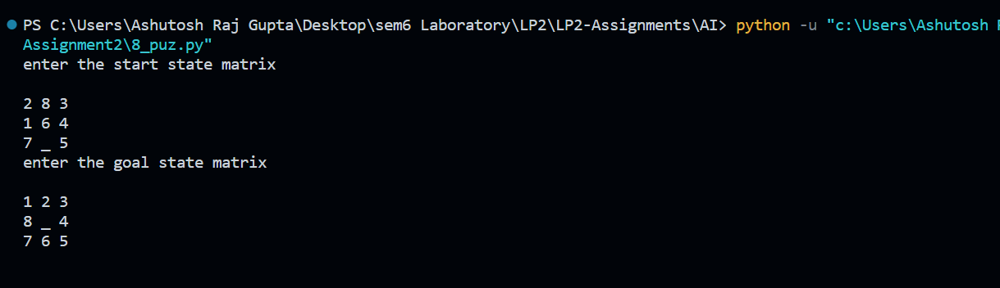 PS C:\Users\Ashutosh Raj Gupta\Desktop\sem6 Laboratory\LP2\LP2-Assignments\AI> python -u "c:\Users\Ashutosh
Assignment2\8_puz.py"
enter the start state matrix
2 8 3
1 6 4
7 _ 5
enter the goal state matrix
1 2 3
8 _ 4
7 6 5